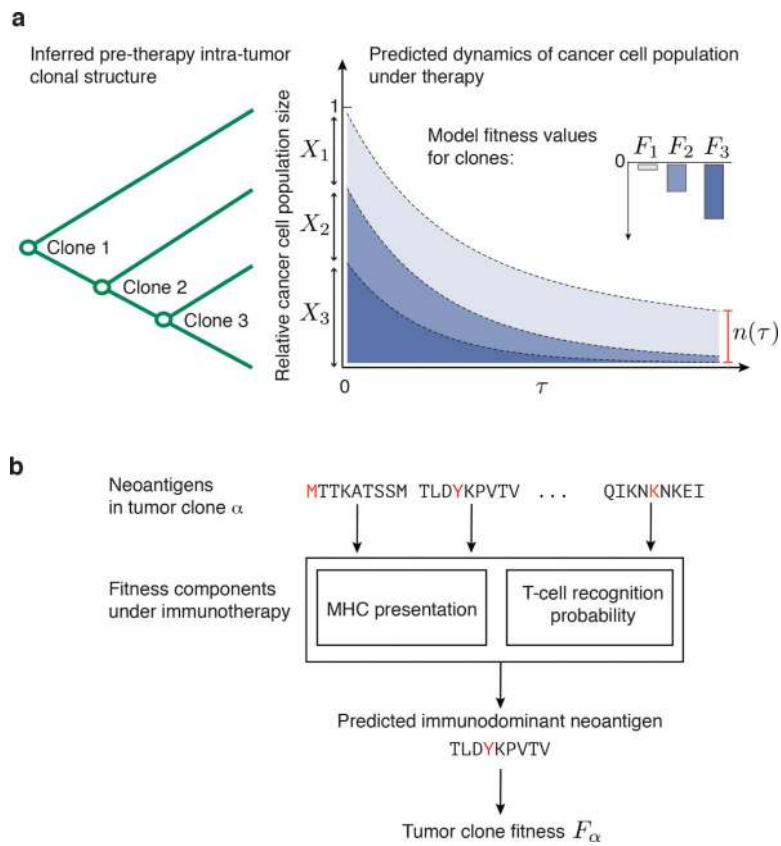 a
Inferred pre-therapy intra-tumor
clonal structure
Clone 1
Clone 2
Clone 3
Predicted dynamics of cancer cell population
under therapy
Relative cancer cell population size
1
X1
X2
X3
0
τ
n(τ)
Model fitness values
for clones:
F1 F2 F3
0
b
Neoantigens
in tumor clone α
MTTKATSSM TLDYKPVTV ... QIKNKNKEI
Fitness components
under immunotherapy
MHC presentation
T-cell recognition
probability
Predicted immunodominant neoantigen
TLDYKPVTV
Tumor clone fitness Fα